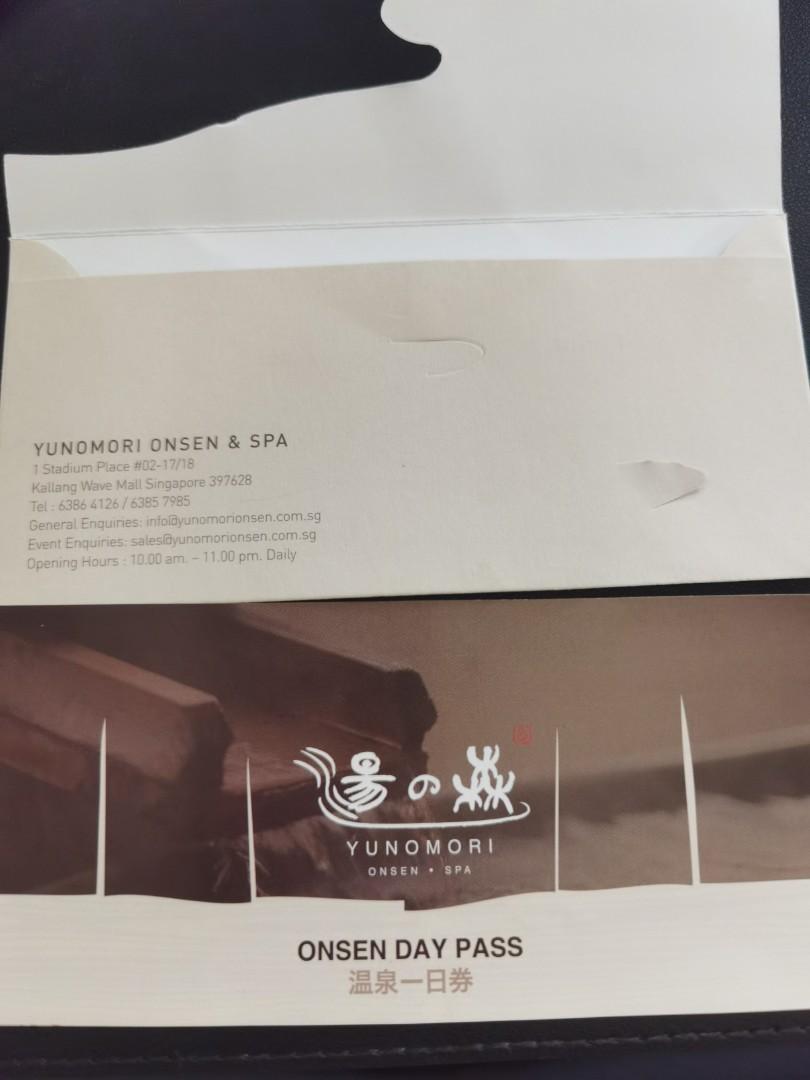 YUNOMORI ONSEN & SPA
1 Stadium Place #02-17/18
Kallang Wave Mall Singapore 397628
Tel : 6386 4126 / 6385 7985
General Enquiries: info@yunomorionsen.com.sg
Event Enquiries: sales@yunomorionsen.com.sg
Opening Hours : 10.00 am. – 11.00 pm. Daily
湯の森
YUNOMORI
ONSEN • SPA
ONSEN DAY PASS
温泉一日券